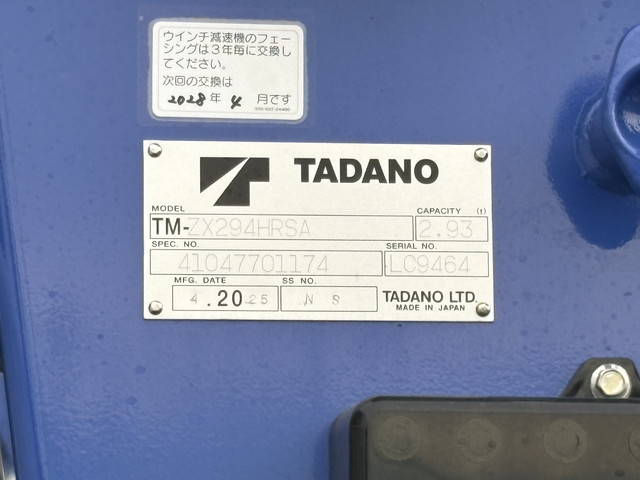 ウインチ減速機のフェー
シングは3年毎に交換し
てください。
次回の交換は
2028年 4 月です
TADANO
MODEL
CAPACITY (t)
TM-ZX294HRSA
2.93
SPEC. NO.
SERIAL NO.
41047701174
LC9464
MFG. DATE
SS NO.
4.2025
N S
TADANO LTD.
MADE IN JAPAN